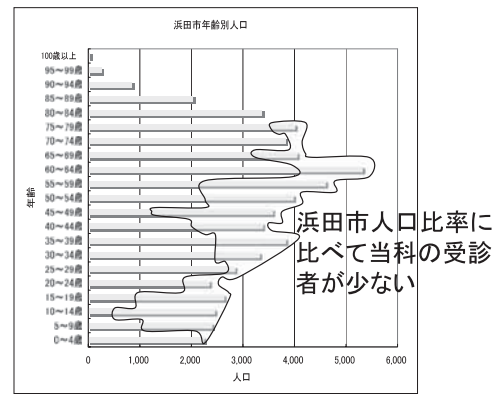 浜田市年齢別人口
100歳以上
95～99歳
90～94歳
85～89歳
80～84歳
75～79歳
70～74歳
65～69歳
60～64歳
55～59歳
50～54歳
45～49歳
40～44歳
35～39歳
30～34歳
25～29歳
20～24歳
15～19歳
10～14歳
5～9歳
0～4歳
年齢
浜田市人口比率に
比べて当科の受診
者が少ない
0 1,000 2,000 3,000 4,000 5,000 6,000
人口